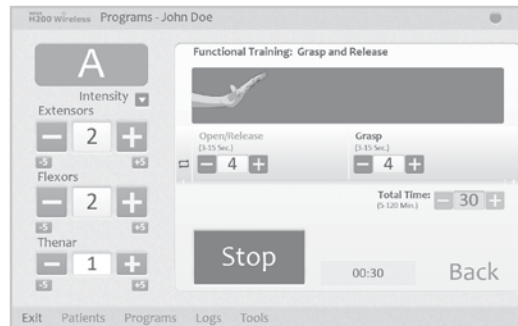 H200 Wireless Programs - John Doe
A
Intensity
Extensors
2
-5 +5
Flexors
2
-5 +5
Thenar
1
-5 +5
Functional Training: Grasp and Release
Open/Release
(3-15 Sec.)
4
Grasp
(3-15 Sec.)
4
Total Time:
(5-120 Min.)
30
Stop
00:30
Back
Exit Patients Programs Logs Tools